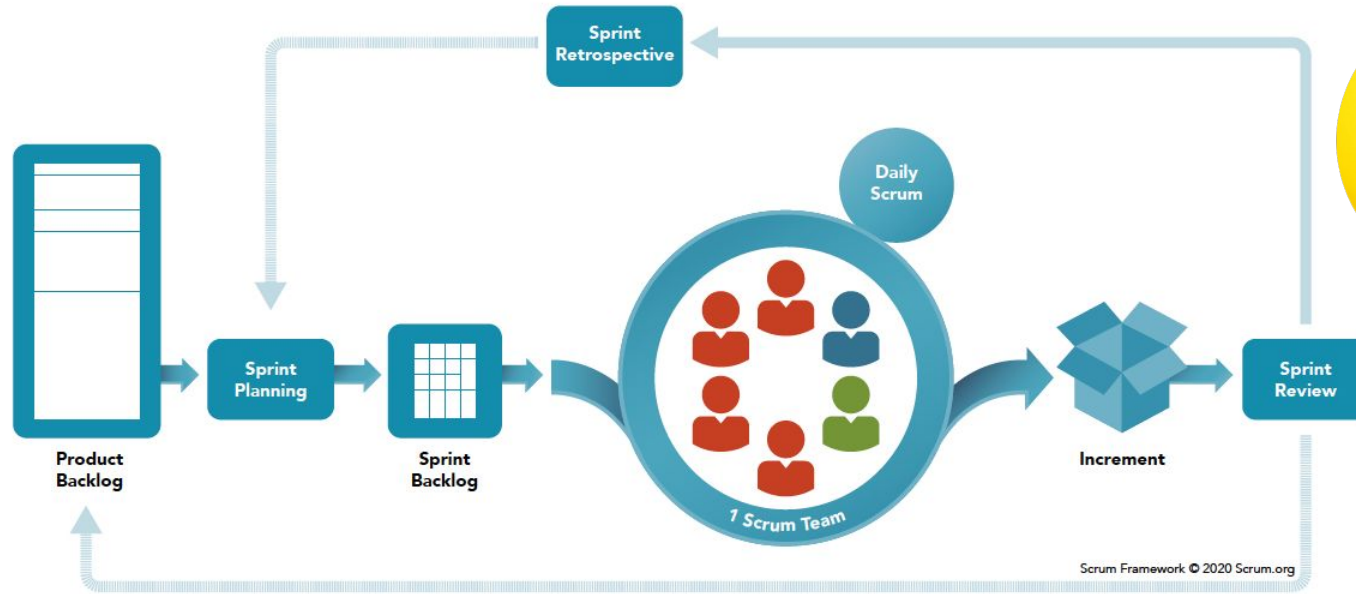 Sprint
Retrospective
Daily
Scrum
Sprint
Planning
Sprint
Review
Product
Backlog
Sprint
Backlog
Increment
1 Scrum Team
Scrum Framework © 2020 Scrum.org